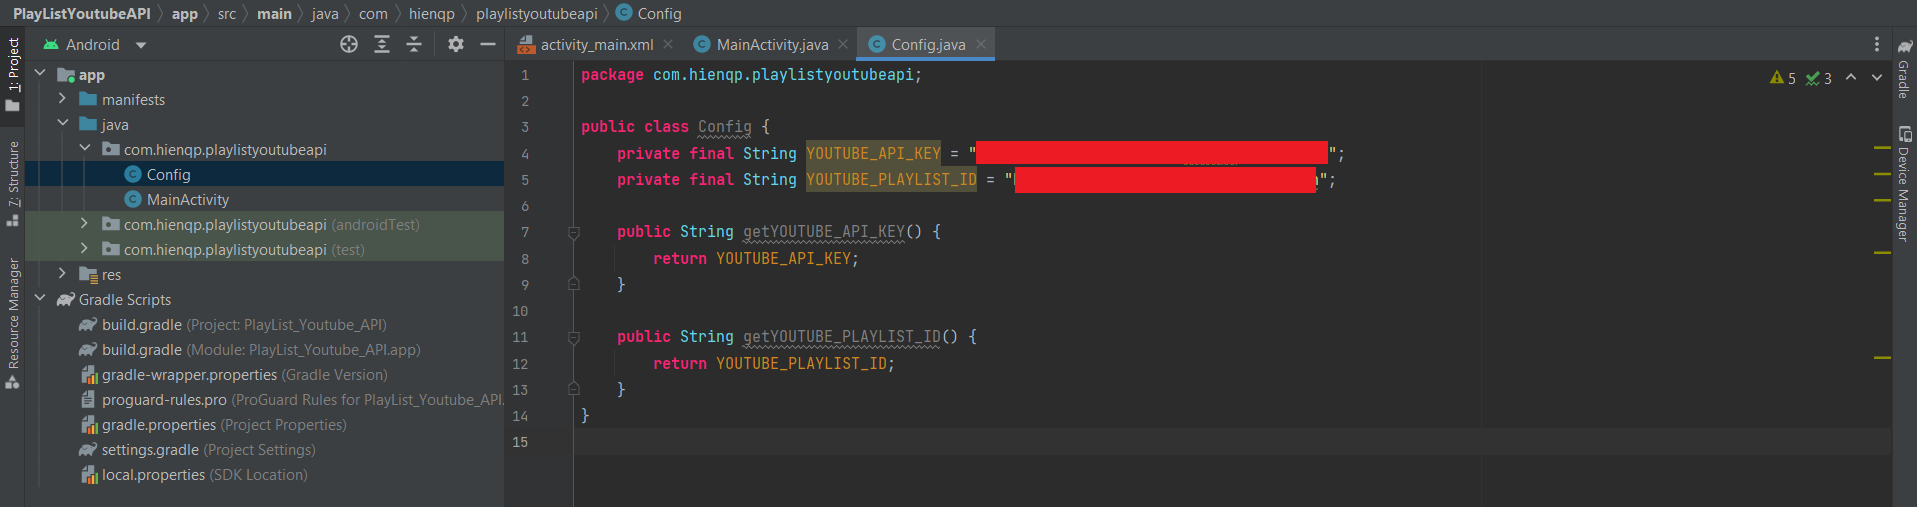 PlayListYoutubeAPI app src main java com hienqp playlistyoutubeapi Config
1: Project
7: Structure
Resource Manager
Android
app
manifests
java
com.hienqp.playlistyoutubeapi
Config
MainActivity
com.hienqp.playlistyoutubeapi (androidTest)
com.hienqp.playlistyoutubeapi (test)
res
Gradle Scripts
build.gradle (Project: PlayList_Youtube_API)
build.gradle (Module: PlayList_Youtube_API.app)
gradle-wrapper.properties (Gradle Version)
proguard-rules.pro (ProGuard Rules for PlayList_Youtube_API.
gradle.properties (Project Properties)
settings.gradle (Project Settings)
local.properties (SDK Location)
activity_main.xml MainActivity.java Config.java
5 3
1 package com.hienqp.playlistyoutubeapi;
2
3 public class Config {
4 private final String YOUTUBE_API_KEY = "";
5 private final String YOUTUBE_PLAYLIST_ID = "";
6
7 public String getYOUTUBE_API_KEY() {
8 return YOUTUBE_API_KEY;
9 }
10
11 public String getYOUTUBE_PLAYLIST_ID() {
12 return YOUTUBE_PLAYLIST_ID;
13 }
14 }
15
Gradle
Device Manager